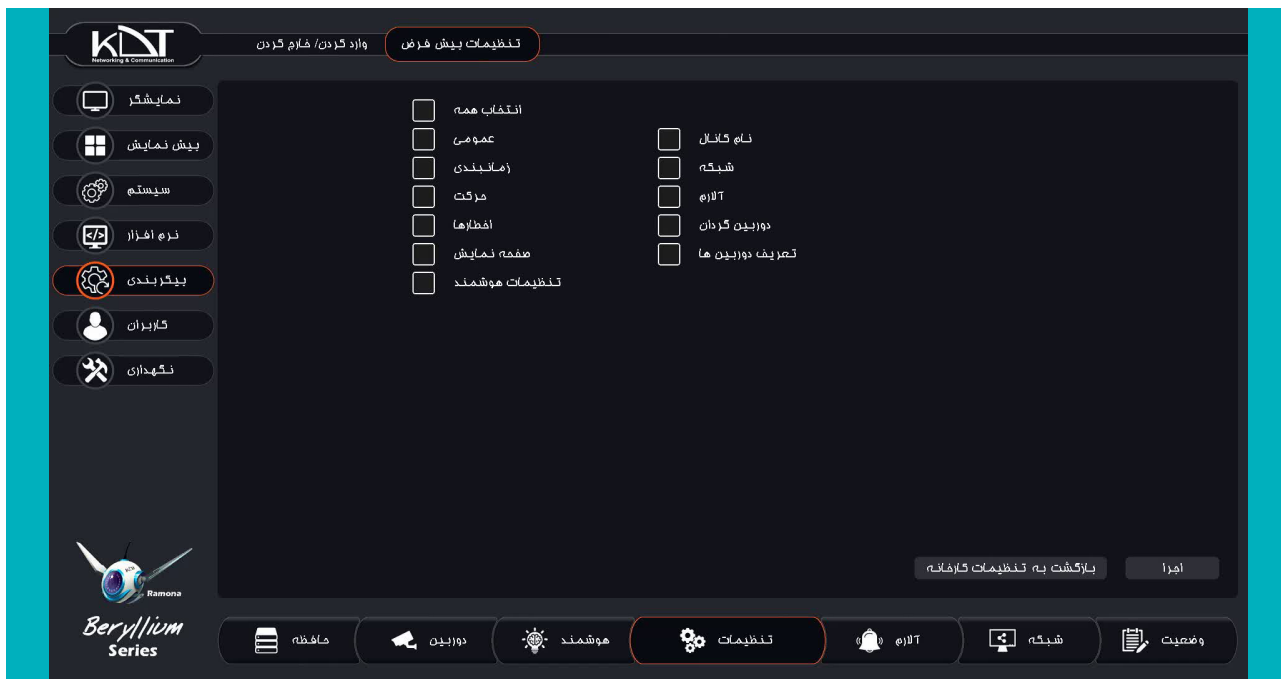 KDT
Networking & Communication
تنظیمات پیش فرض
وارد کردن/ خارج کردن
نمایشگر
پیش نمایش
سیستم
نرم افزار
پیکربندی
کاربران
نگهداری
انتخاب همه
عمومی
نام کانال
زمانبندی
شبکه
حرکت
آلارم
اخطارها
دوربین گردان
صفحه نمایش
تعریف دوربین ها
تنظیمات هوشمند
اجرا
بازگشت به تنظیمات کارخانه
Ramona
Beryllium
Series
وضعیت
شبکه
آلارم
تنظیمات
هوشمند
دوربین
حافظه